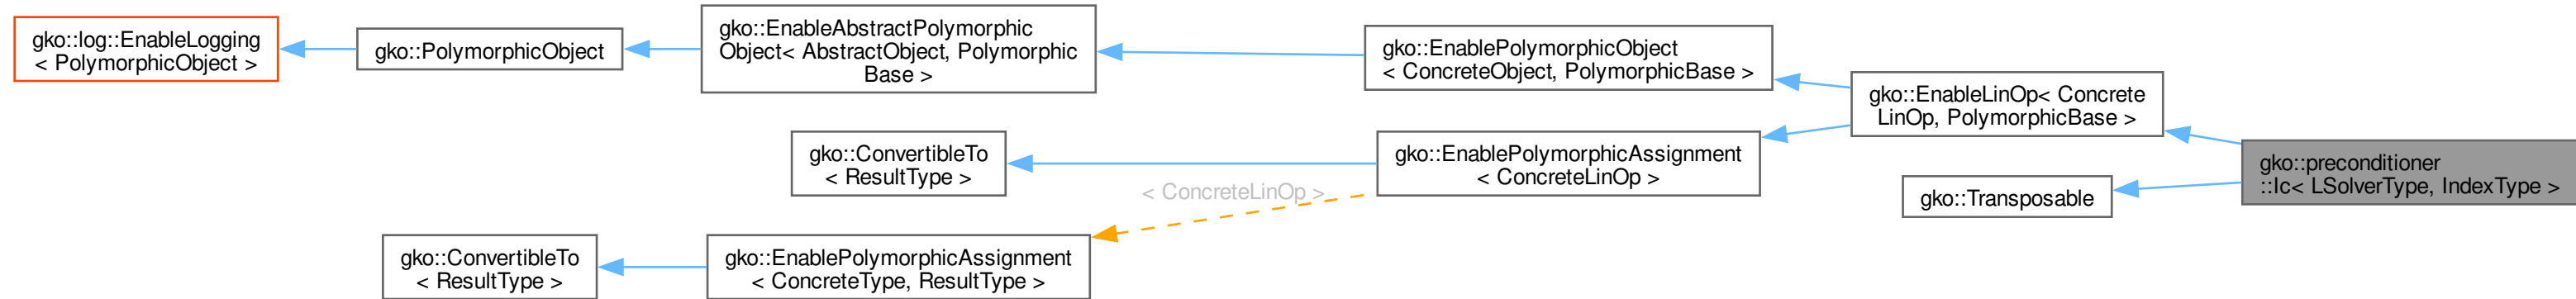 gko::log::EnableLogging
< PolymorphicObject >
gko::PolymorphicObject
gko::EnableAbstractPolymorphic
Object< AbstractObject, Polymorphic
Base >
gko::EnablePolymorphicObject
< ConcreteObject, PolymorphicBase >
gko::EnableLinOp< Concrete
LinOp, PolymorphicBase >
gko::ConvertibleTo
< ResultType >
gko::EnablePolymorphicAssignment
< ConcreteLinOp >
gko::preconditioner
::Ic< LSolverType, IndexType >
gko::Transposable
< ConcreteLinOp >
gko::ConvertibleTo
< ResultType >
gko::EnablePolymorphicAssignment
< ConcreteType, ResultType >